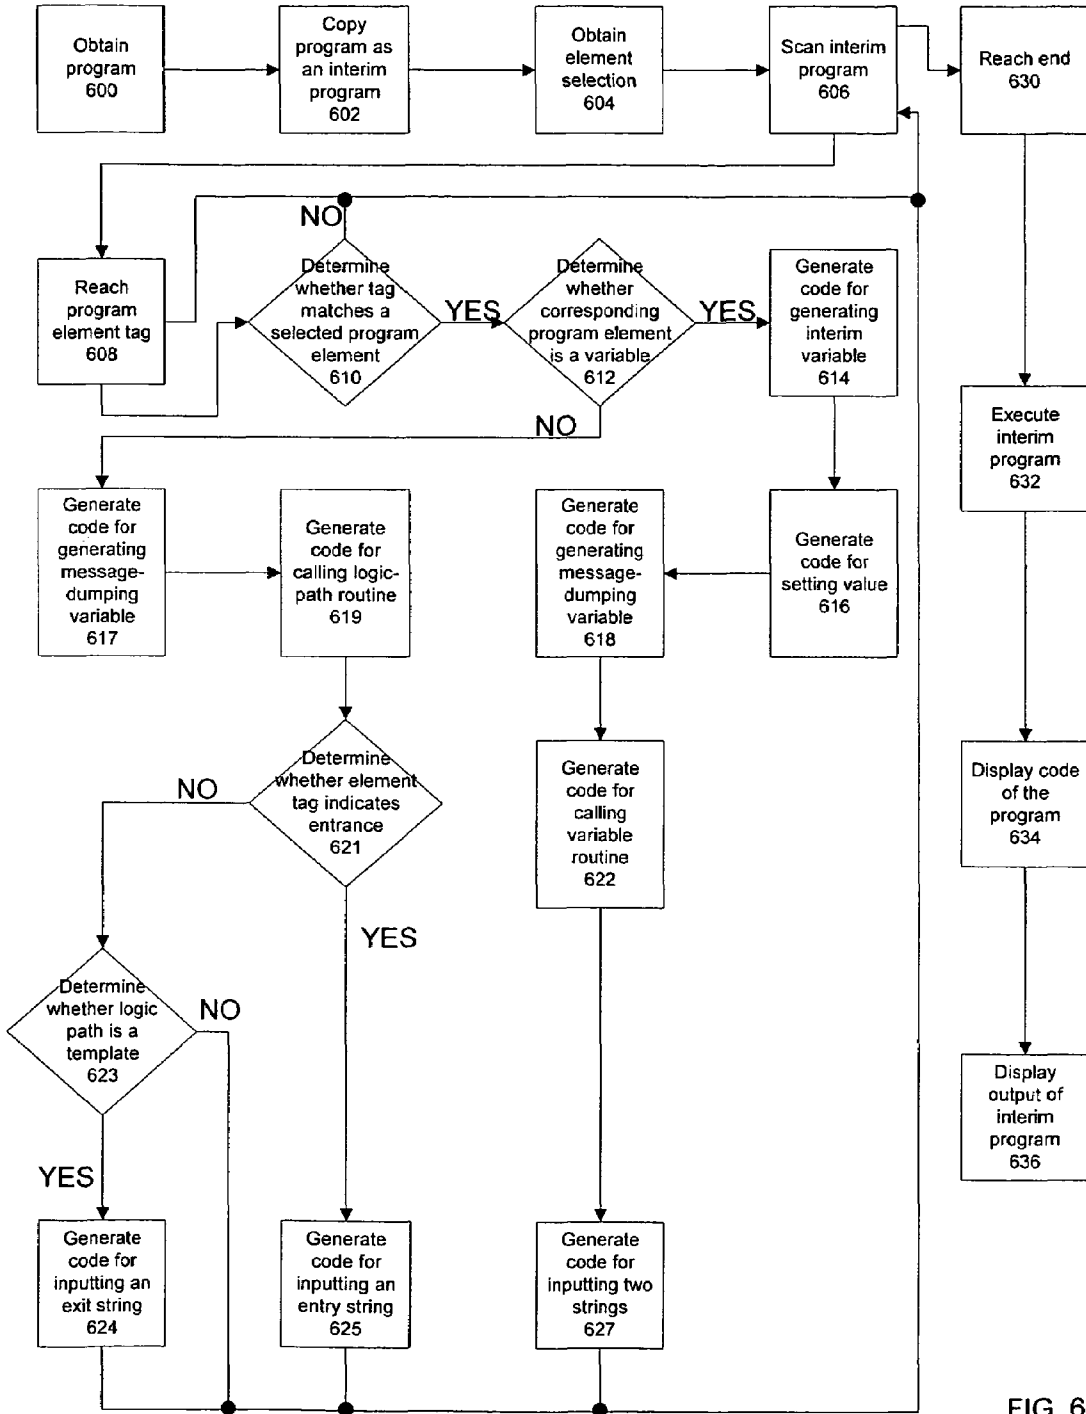 Obtain
program
600
Copy
program as
an interim
program
602
Obtain
element
selection
604
Scan interim
program
606
Reach end
630
NO
Reach
program
element tag
608
Determine
whether tag
matches a
selected program
element
610
YES
Determine
whether
corresponding
program element
is a variable
612
YES
Generate
code for
generating
interim
variable
614
NO
Execute
interim
program
632
Generate
code for
generating
message-
dumping
variable
617
Generate
code for
calling logic-
path routine
619
Generate
code for
generating
message-
dumping
variable
618
Generate
code for
setting value
616
NO
Determine
whether element
tag indicates
entrance
621
Generate
code for
calling
variable
routine
622
Display code
of the
program
634
YES
Determine
whether logic
path is a
template
623
NO
Display
output of
interim
program
636
YES
Generate
code for
inputting an
exit string
624
Generate
code for
inputting an
entry string
625
Generate
code for
inputting two
strings
627
FIG. 6